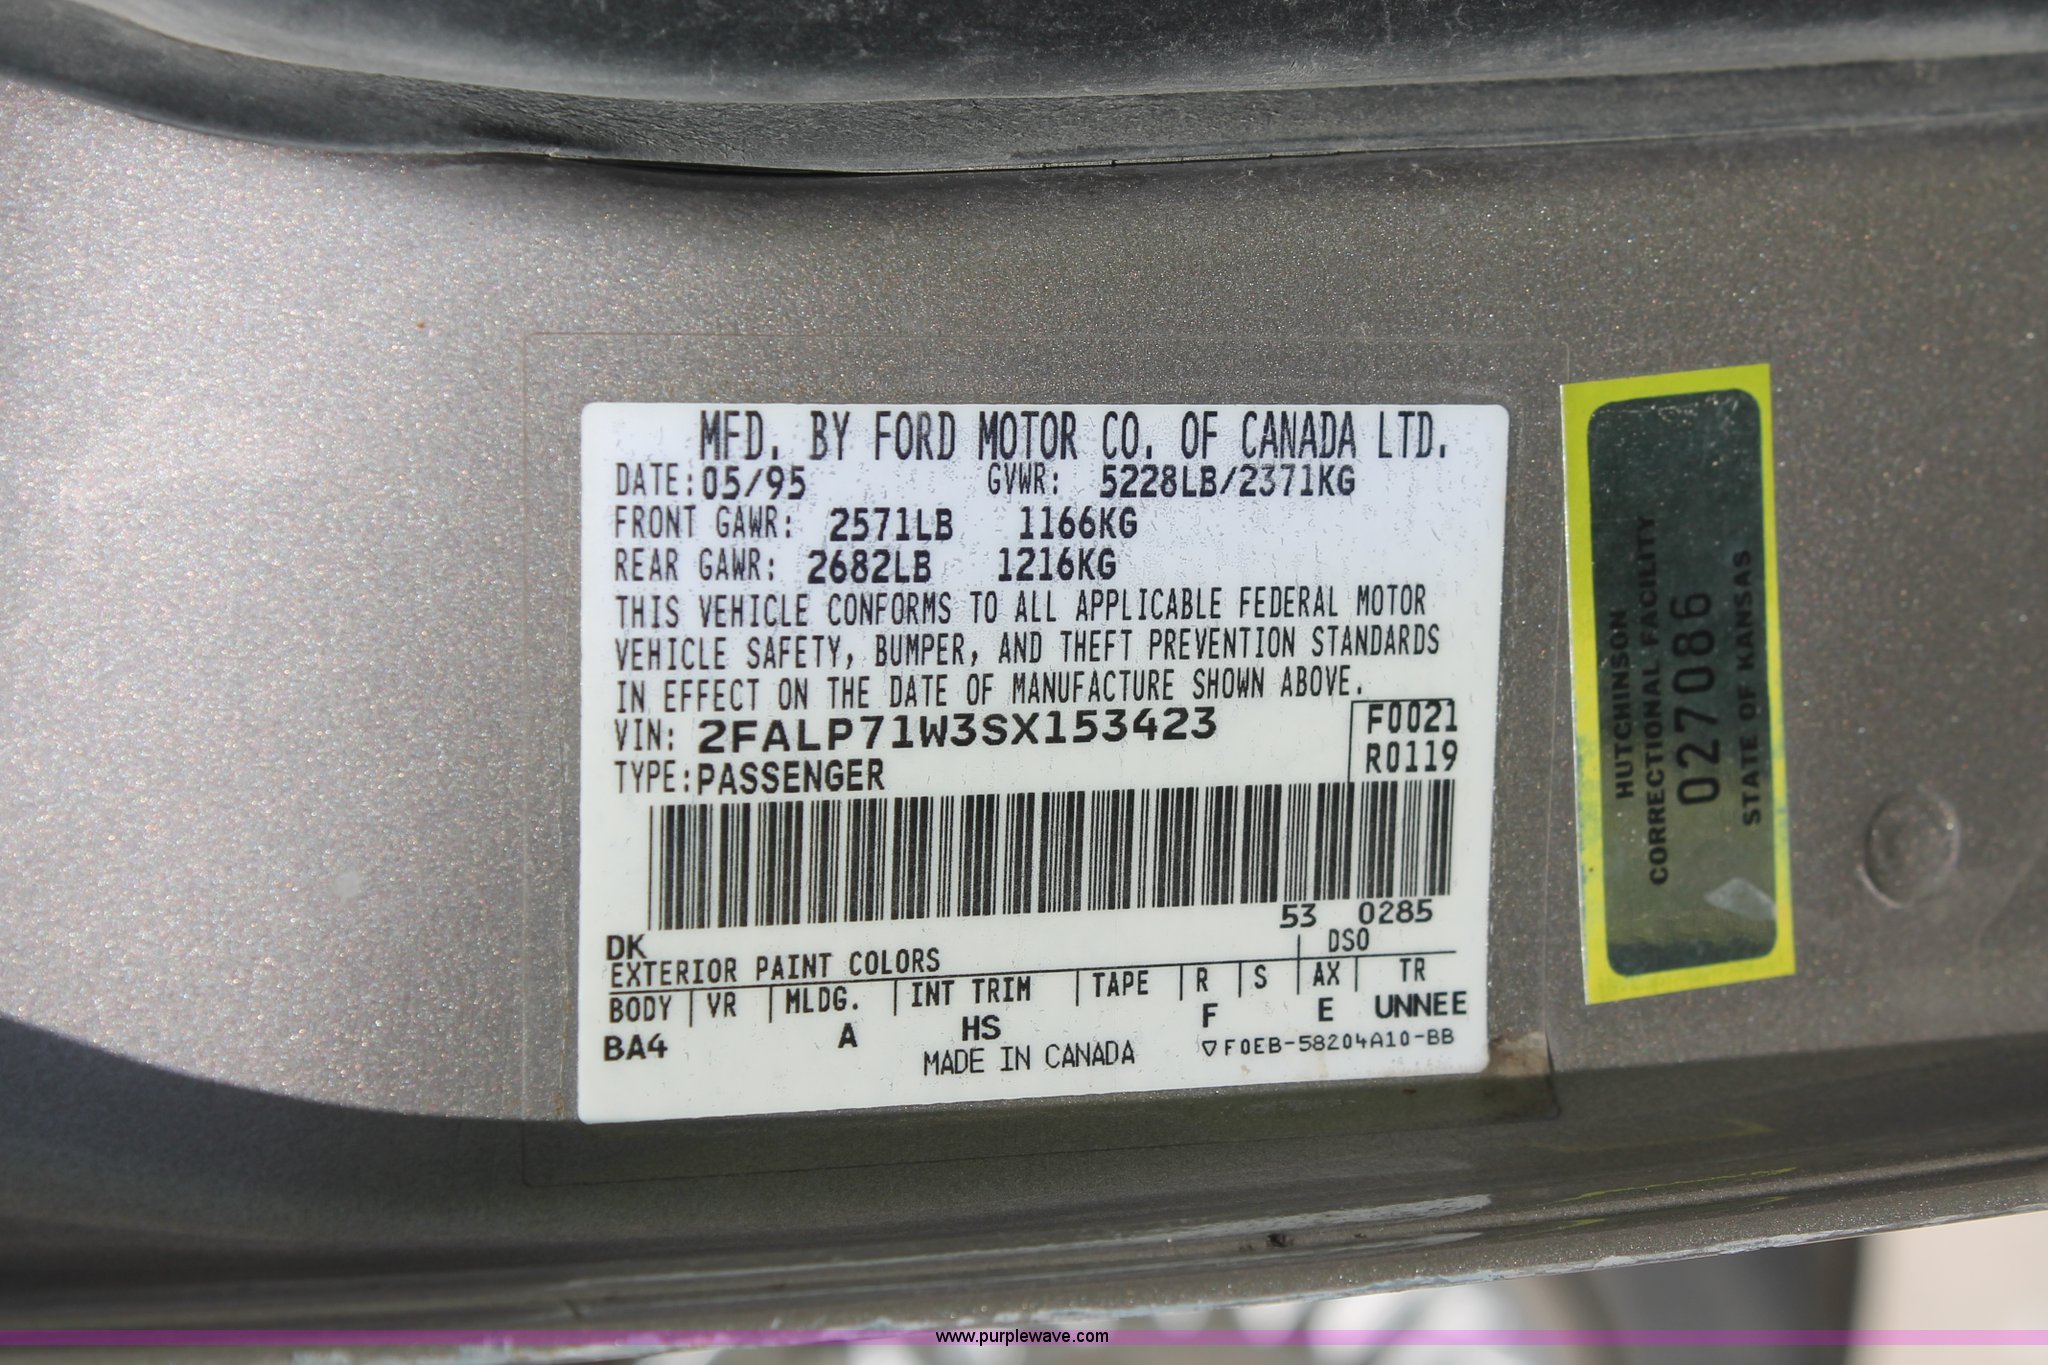 MFD. BY FORD MOTOR CO. OF CANADA LTD.
DATE: 05/95 GVWR: 5228LB/2371KG
FRONT GAWR: 2571LB 1166KG
REAR GAWR: 2682LB 1216KG
THIS VEHICLE CONFORMS TO ALL APPLICABLE FEDERAL MOTOR
VEHICLE SAFETY, BUMPER, AND THEFT PREVENTION STANDARDS
IN EFFECT ON THE DATE OF MANUFACTURE SHOWN ABOVE.
VIN: 2FALP71W3SX153423 F0021
TYPE: PASSENGER R0119
53 0285
DK
EXTERIOR PAINT COLORS DSO
BODY VR MLDG. INT TRIM TAPE R S AX TR
BA4 A HS F E UNNEE
MADE IN CANADA ▽F0EB-58204A10-BB
HUTCHINSON
CORRECTIONAL FACILITY
027086
STATE OF KANSAS
www.purplewave.com